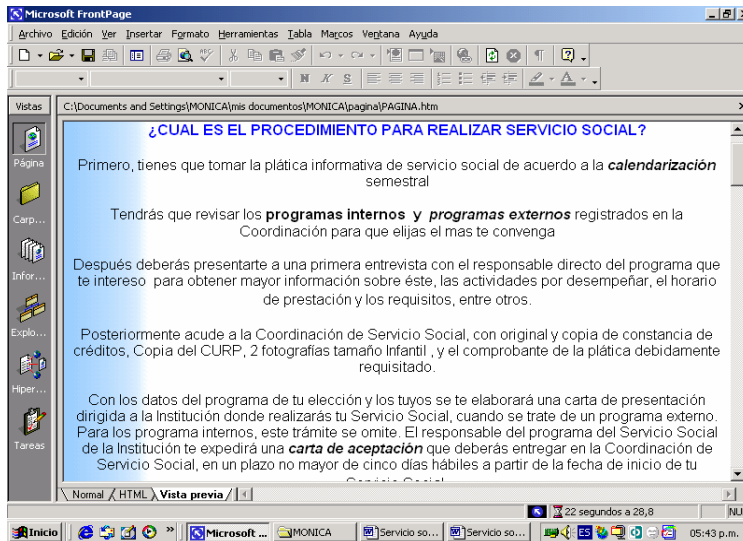 Microsoft FrontPage
Archivo Edición Ver Insertar Formato Herramientas Tabla Marcos Ventana Ayuda
N K S
Vistas
C:\Documents and Settings\MONICA\mis documentos\MONICA\pagina\PAGINA.htm
¿CUAL ES EL PROCEDIMIENTO PARA REALIZAR SERVICIO SOCIAL?
Primero, tienes que tomar la plática informativa de servicio social de acuerdo a la calendarización
semestral
Tendrás que revisar los programas internos y programas externos registrados en la
Coordinación para que elijas el mas te convenga
Después deberás presentarte a una primera entrevista con el responsable directo del programa que
te intereso para obtener mayor información sobre éste, las actividades por desempeñar, el horario
de prestación y los requisitos, entre otros.
Posteriormente acude a la Coordinación de Servicio Social, con original y copia de constancia de
créditos, Copia del CURP, 2 fotografías tamaño Infantil , y el comprobante de la plática debidamente
requisitado.
Con los datos del programa de tu elección y los tuyos se te elaborará una carta de presentación
dirigida a la Institución donde realizarás tu Servicio Social, cuando se trate de un programa externo.
Para los programa internos, este trámite se omite. El responsable del programa del Servicio Social
de la Institución te expedirá una carta de aceptación que deberás entregar en la Coordinación de
Servicio Social, en un plazo no mayor de cinco días hábiles a partir de la fecha de inicio de tu
Servicio Social
Página
Carp...
Infor...
Explo...
Hiper...
Tareas
Normal HTML Vista previa
22 segundos a 28,8
NU
Inicio
Microsoft ...
MONICA
Servicio so...
Servicio so...
ES
05:43 p.m.